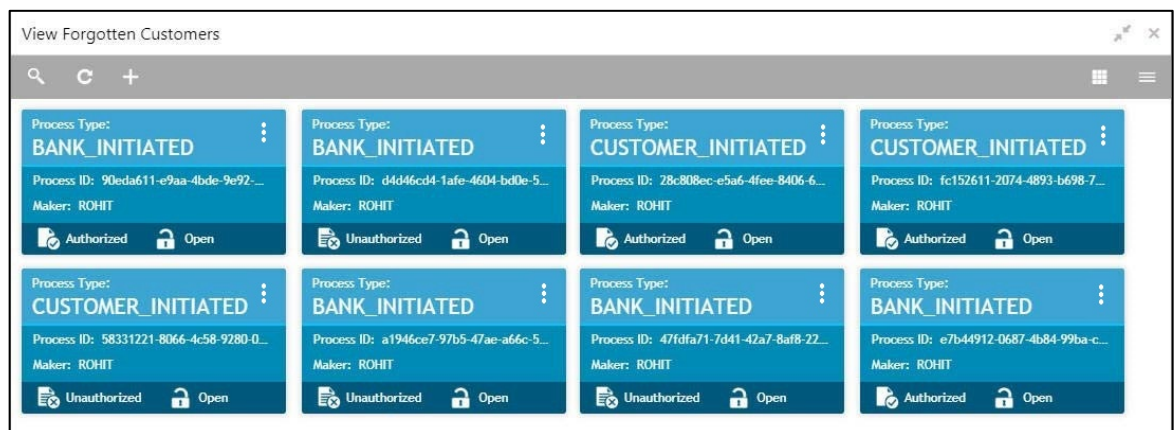 View Forgotten Customers
Process Type:
BANK_INITIATED
Process ID: 90eda611-e9aa-4bde-9e92-...
Maker: ROHIT
Authorized Open
Process Type:
BANK_INITIATED
Process ID: d4d46cd4-1afe-4604-bd0e-5...
Maker: ROHIT
Unauthorized Open
Process Type:
CUSTOMER_INITIATED
Process ID: 28c808ec-e5a6-4fee-8406-6...
Maker: ROHIT
Authorized Open
Process Type:
CUSTOMER_INITIATED
Process ID: fc152611-2074-4893-b698-7...
Maker: ROHIT
Authorized Open
Process Type:
CUSTOMER_INITIATED
Process ID: 58331221-8066-4c58-9280-0...
Maker: ROHIT
Unauthorized Open
Process Type:
BANK_INITIATED
Process ID: a1946ce7-97b5-47ae-a66c-5...
Maker: ROHIT
Unauthorized Open
Process Type:
BANK_INITIATED
Process ID: 47fdfa71-7d41-42a7-8af8-22...
Maker: ROHIT
Unauthorized Open
Process Type:
BANK_INITIATED
Process ID: e7b44912-0687-4b84-99ba-c...
Maker: ROHIT
Authorized Open